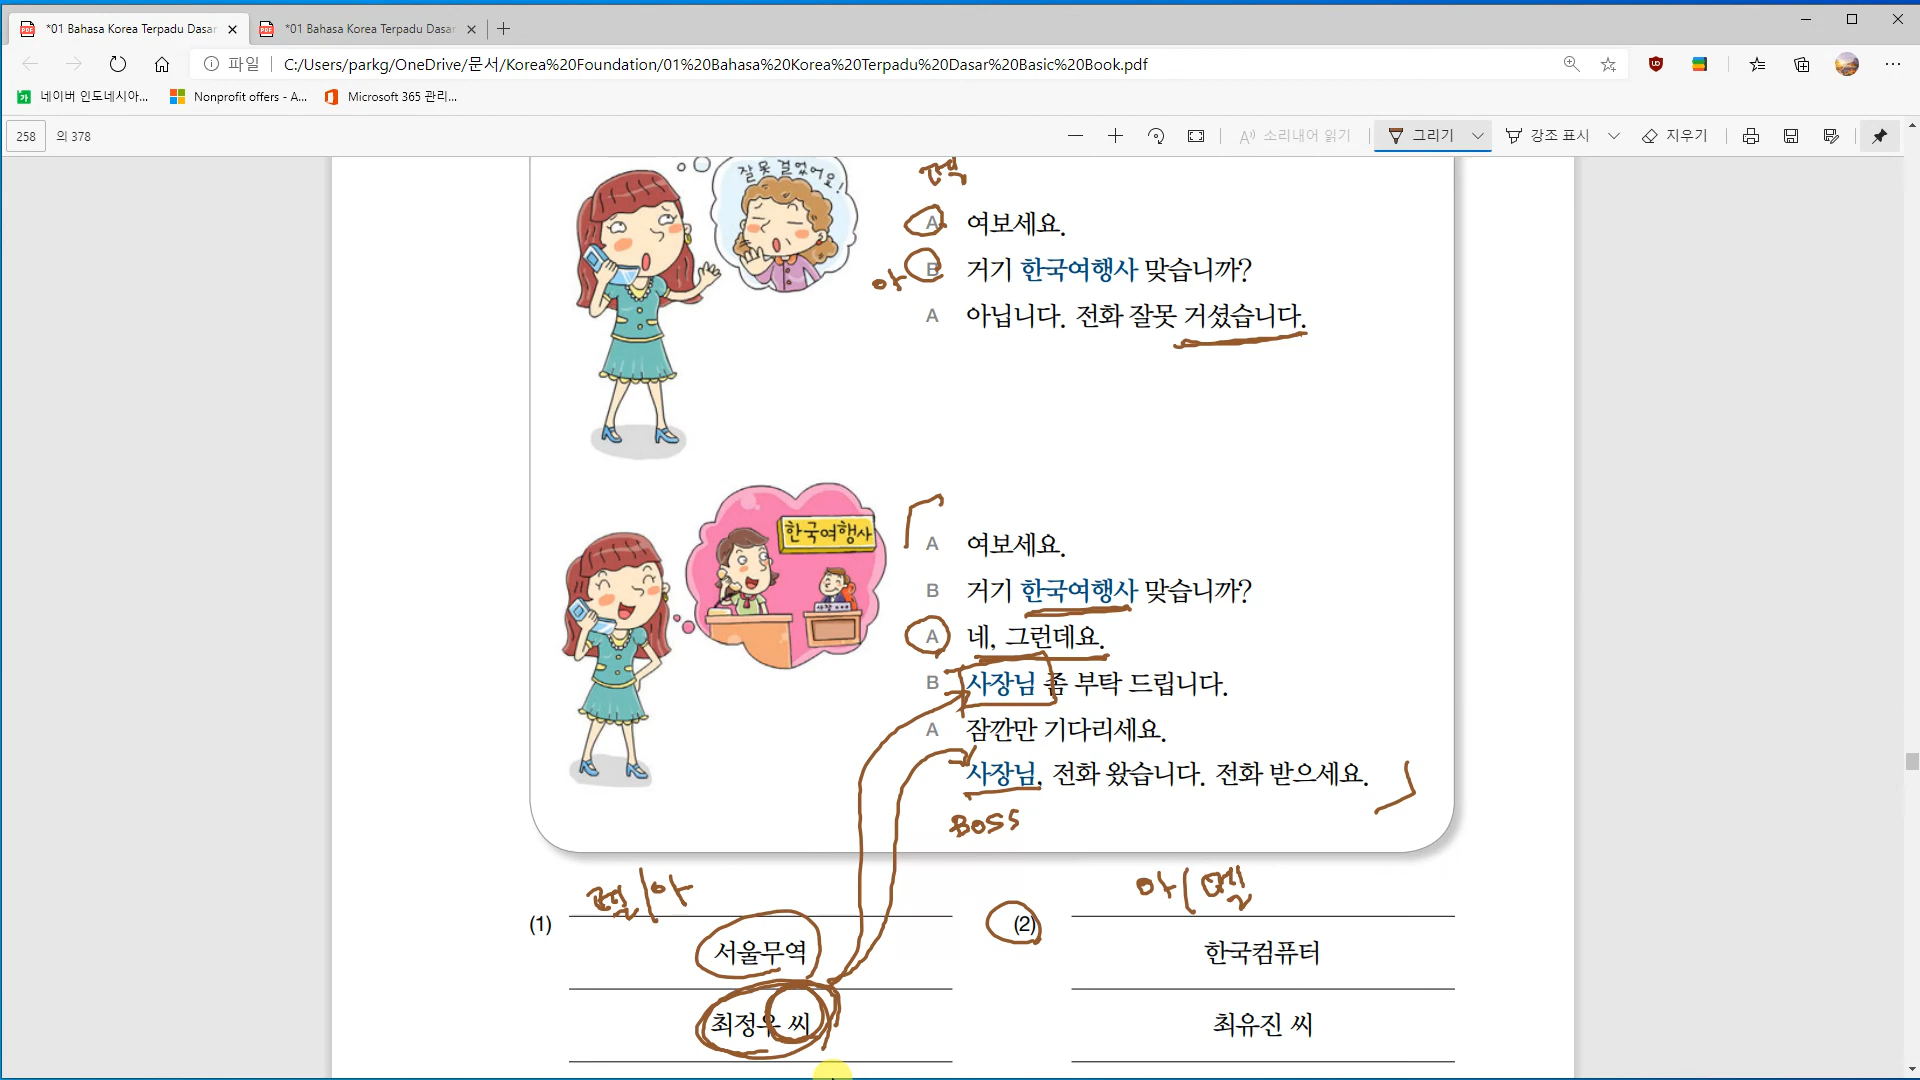 *01 Bahasa Korea Terpadu Dasar
*01 Bahasa Korea Terpadu Dasar
파일
C:/Users/parkg/OneDrive/문서/Korea%20Foundation/01%20Bahasa%20Korea%20Terpadu%20Dasar%20Basic%20Book.pdf
네이버 인도네시아...
Nonprofit offers - A...
Microsoft 365 관리...
258 의 378
소리내어 읽기
그리기
강조 표시
지우기
잘못 걸었어요!
A 여보세요.
B 거기 한국여행사 맞습니까?
아
A 아닙니다. 전화 잘못 거셨습니다.
한국여행사
A 여보세요.
B 거기 한국여행사 맞습니까?
A 네, 그런데요.
B 사장님 좀 부탁 드립니다.
A 잠깐만 기다리세요.
사장님, 전화 왔습니다. 전화 받으세요.
BOSS
(1)
서울무역
최정우 씨
(2)
한국컴퓨터
최유진 씨